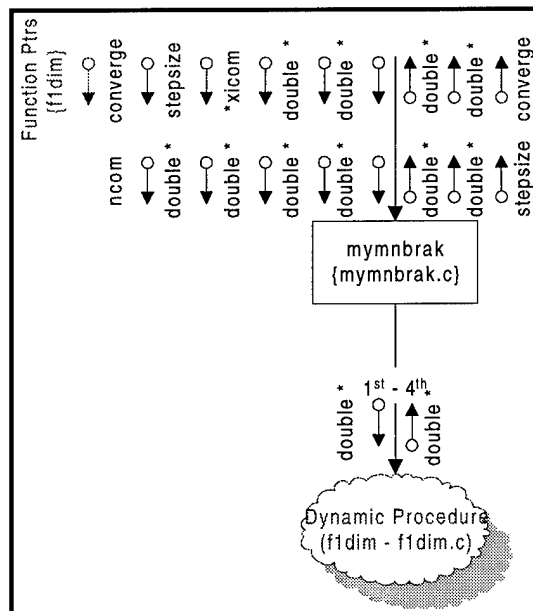 Function Ptrs
{f1dim}
converge
stepsize
*xicom
double *
double *
double *
double *
converge
ncom
double *
double *
double *
double *
double *
double *
stepsize
mymnbrak
{mymnbrak.c}
1st - 4th
double *
double *
Dynamic Procedure
(f1dim - f1dim.c)